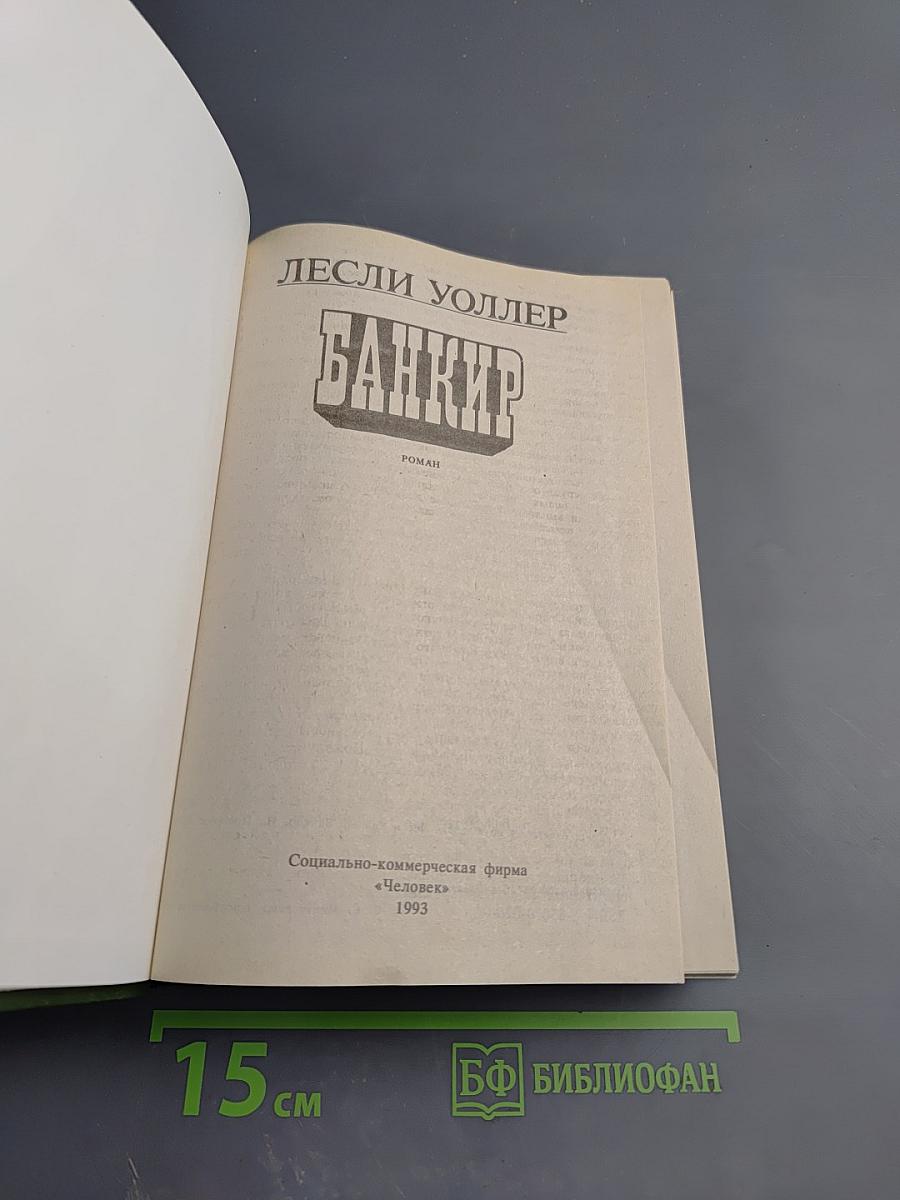 ЛЕСЛИ УОЛЛЕР
БАНКИР
РОМАН
Социально-коммерческая фирма
«Человек»
1993
15 см
БФ БИБЛИОФАН